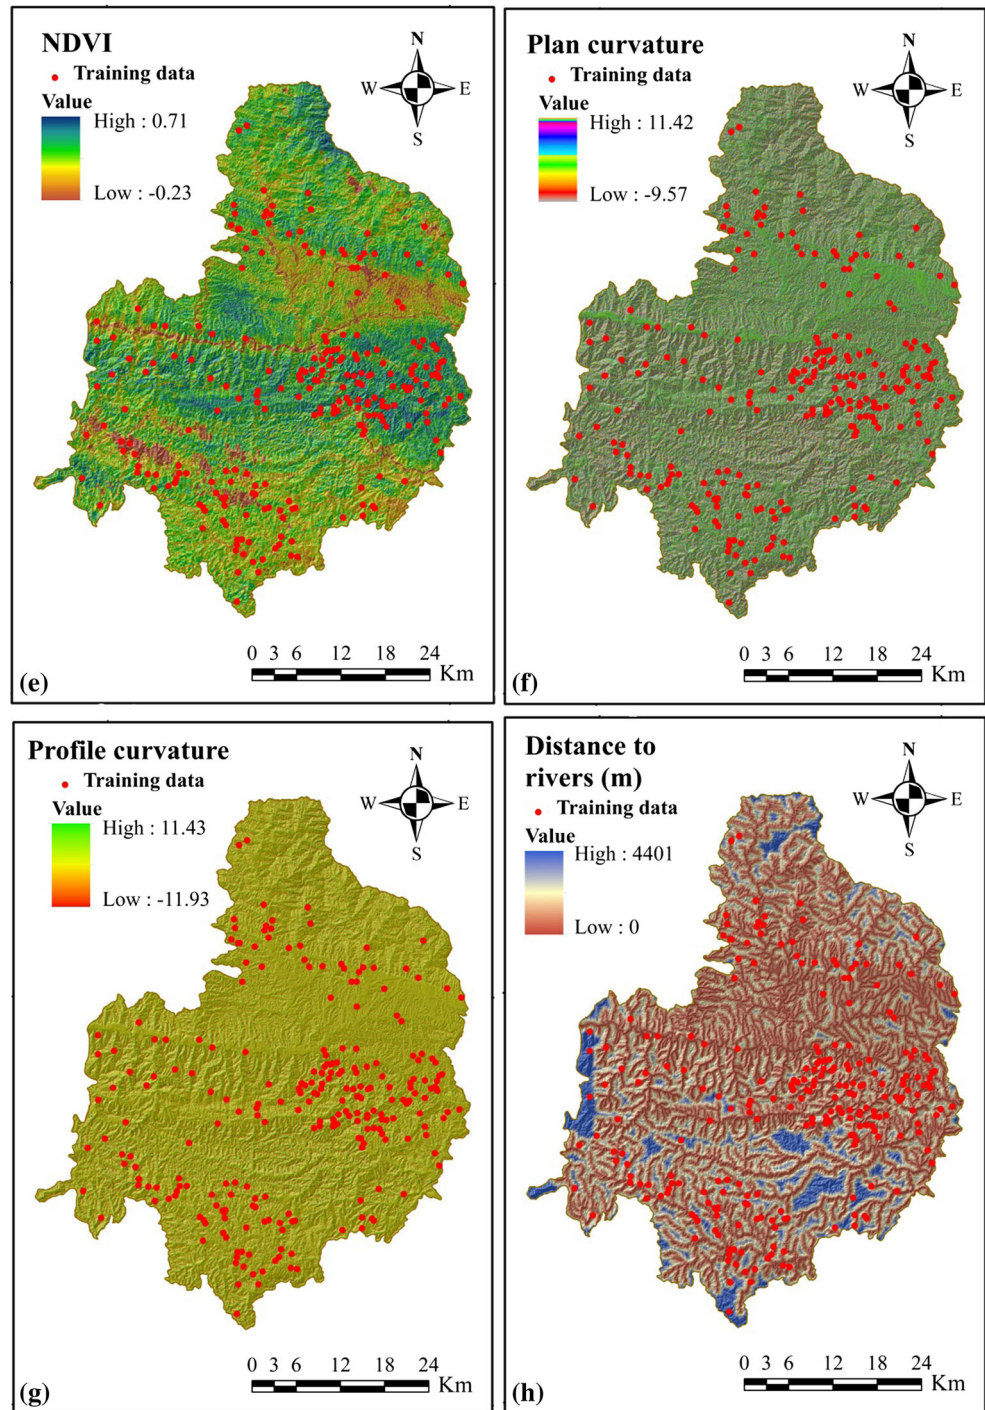 NDVI
Training data
Value
High : 0.71
Low : -0.23
N
W E
S
0 3 6 12 18 24
Km
(e)
Plan curvature
Training data
Value
High : 11.42
Low : -9.57
N
W E
S
0 3 6 12 18 24
Km
(f)
Profile curvature
Training data
Value
High : 11.43
Low : -11.93
N
W E
S
0 3 6 12 18 24
Km
(g)
Distance to
rivers (m)
Training data
Value
High : 4401
Low : 0
N
W E
S
0 3 6 12 18 24
Km
(h)